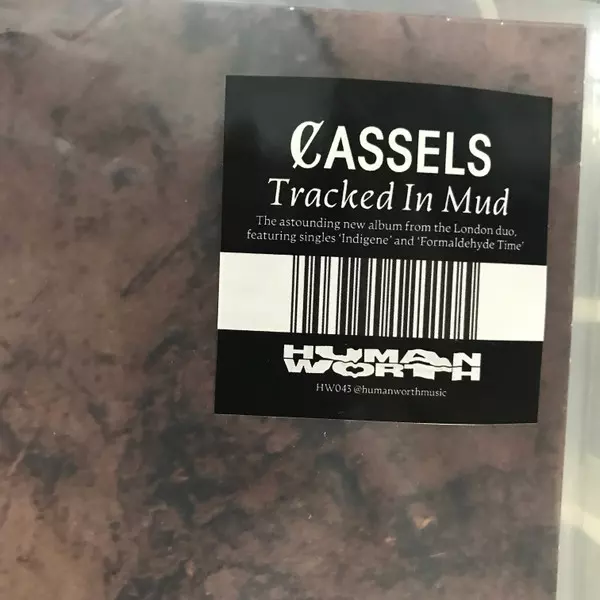 ₡ASSELS
Tracked In Mud
The astounding new album from the London duo,
featuring singles 'Indigene' and 'Formaldehyde Time'
HUMAN
WORTH
HW043 @humanworthmusic